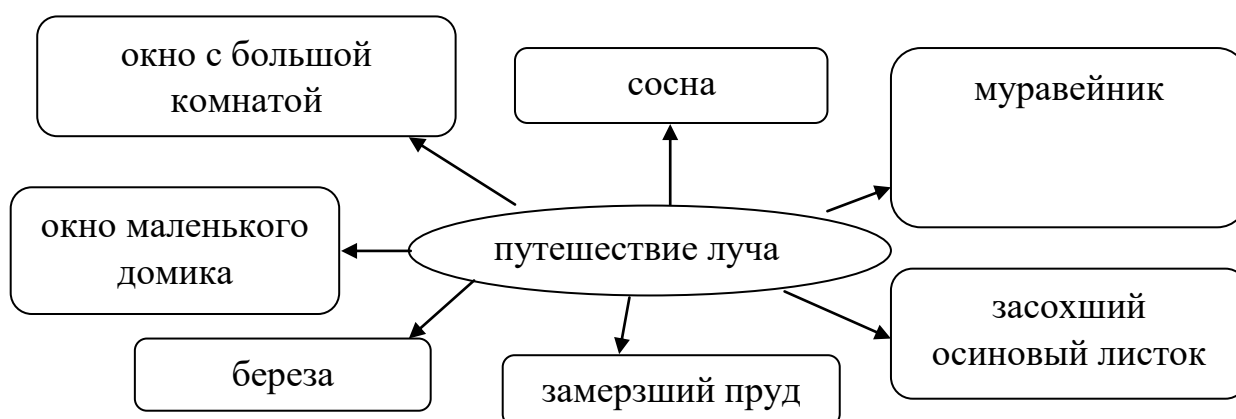 окно с большой
комнатой
сосна
муравейник
окно маленького
домика
путешествие луча
засохший
осиновый листок
береза
замерзший пруд